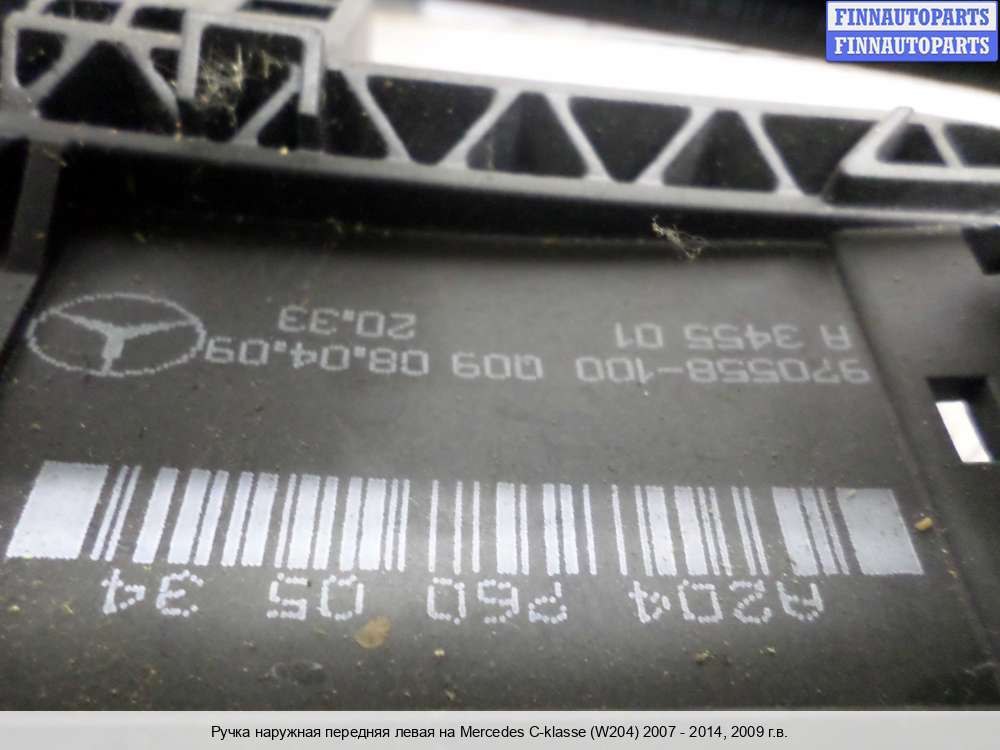 FINNAUTOPARTS
FINNAUTOPARTS
A204 760 05 34
970558-100 Q09 08.04.09
A 3455 01 20.33
Ручка наружная передняя левая на Mercedes C-klasse (W204) 2007 - 2014, 2009 г.в.